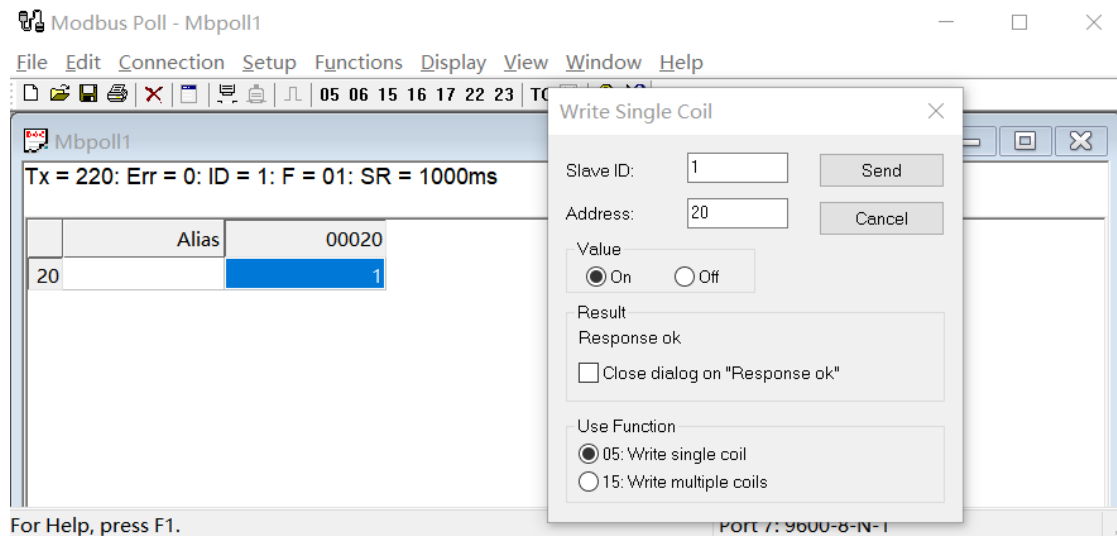 Modbus Poll - Mbpoll1
File Edit Connection Setup Functions Display View Window Help
05 06 15 16 17 22 23
Mbpoll1
Tx = 220: Err = 0: ID = 1: F = 01: SR = 1000ms
Alias 00020
20 1
Write Single Coil
Slave ID: 1 Send
Address: 20 Cancel
Value
On Off
Result
Response ok
Close dialog on "Response ok"
Use Function
05: Write single coil
15: Write multiple coils
For Help, press F1.
Port 7: 9600-8-N-1